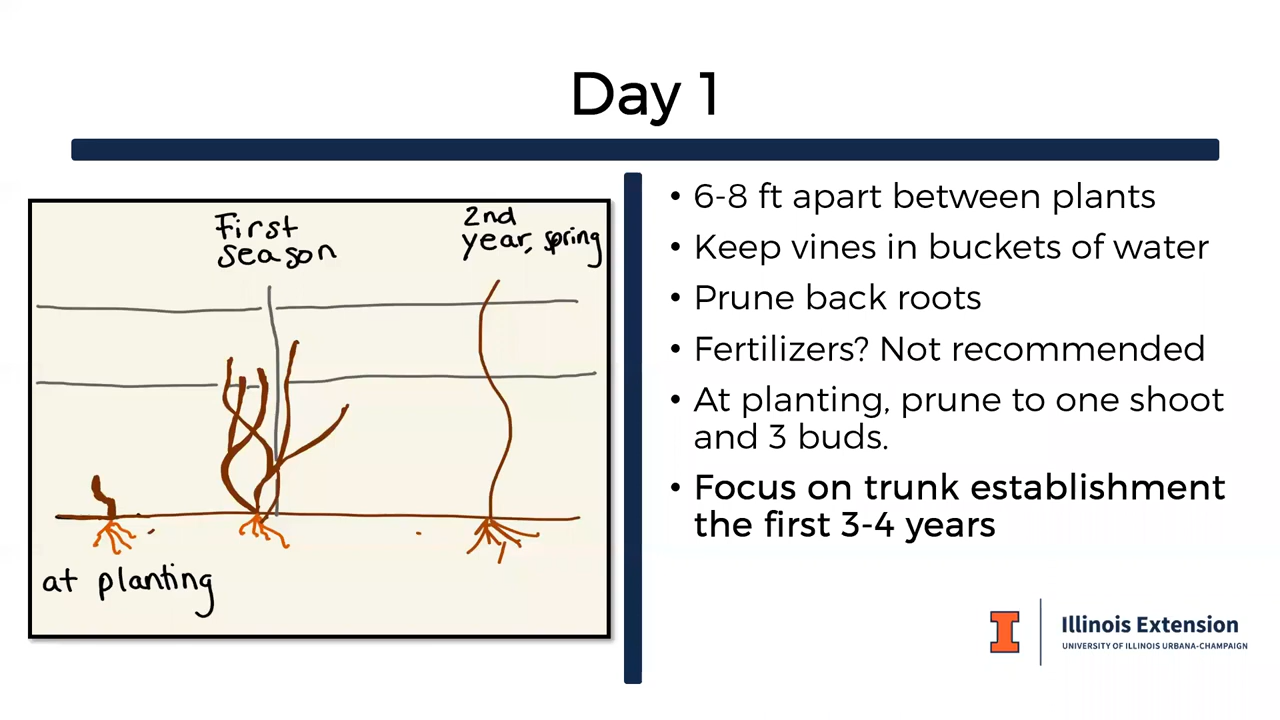 Day 1
First
season
2nd
year, spring
at planting
• 6-8 ft apart between plants
• Keep vines in buckets of water
• Prune back roots
• Fertilizers? Not recommended
• At planting, prune to one shoot
and 3 buds.
• Focus on trunk establishment
the first 3-4 years
I
Illinois Extension
UNIVERSITY OF ILLINOIS URBANA-CHAMPAIGN